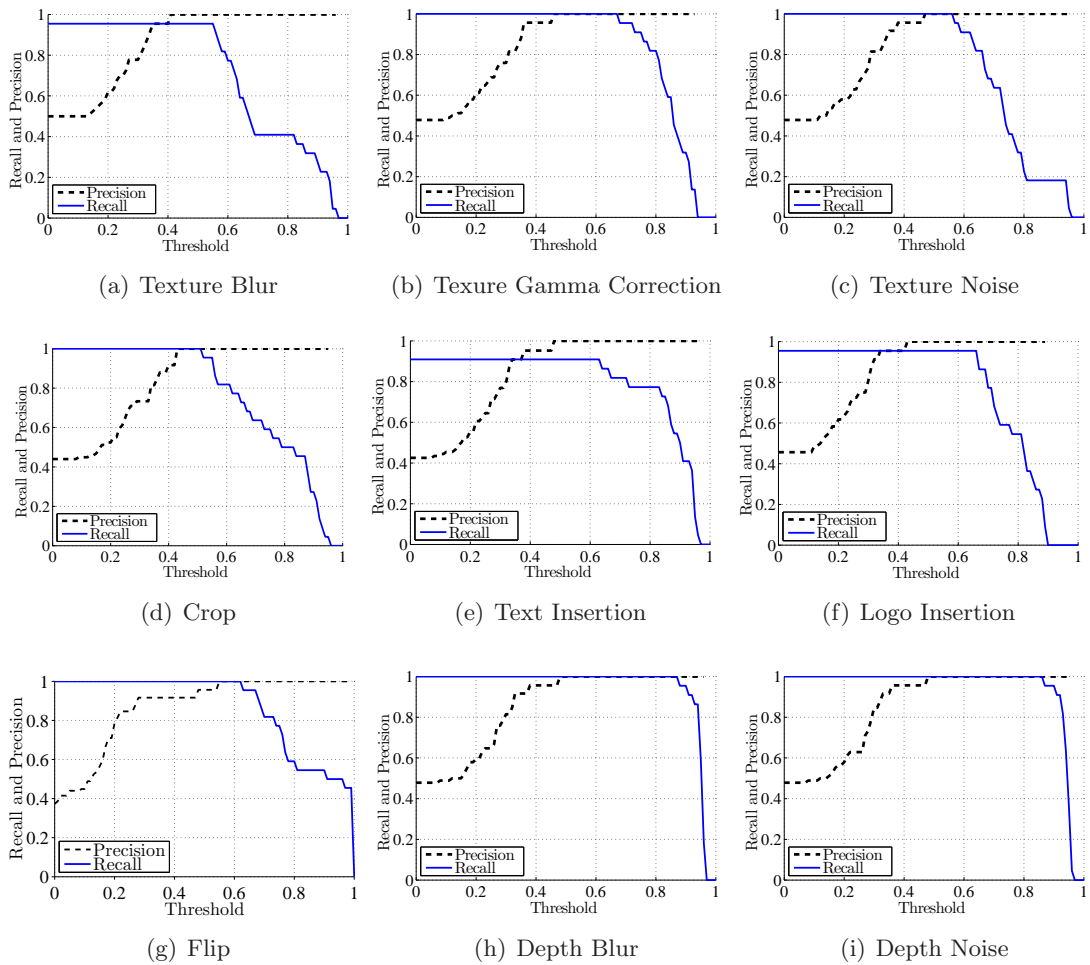 1
0.8
0.6
0.4
0.2
0
Recall and Precision
Precision
Recall
0 0.2 0.4 0.6 0.8 1
Threshold
(a) Texture Blur
1
0.8
0.6
0.4
0.2
0
Recall and Precision
Precision
Recall
0 0.2 0.4 0.6 0.8 1
Threshold
(b) Texure Gamma Correction
1
0.8
0.6
0.4
0.2
0
Recall and Precision
Precision
Recall
0 0.2 0.4 0.6 0.8 1
Threshold
(c) Texture Noise
1
0.8
0.6
0.4
0.2
0
Recall and Precision
Precision
Recall
0 0.2 0.4 0.6 0.8 1
Threshold
(d) Crop
1
0.8
0.6
0.4
0.2
0
Recall and Precision
Precision
Recall
0 0.2 0.4 0.6 0.8 1
Threshold
(e) Text Insertion
1
0.8
0.6
0.4
0.2
0
Recall and Precision
Precision
Recall
0 0.2 0.4 0.6 0.8 1
Threshold
(f) Logo Insertion
1
0.8
0.6
0.4
0.2
0
Recall and Precision
Precision
Recall
0 0.2 0.4 0.6 0.8 1
Threshold
(g) Flip
1
0.8
0.6
0.4
0.2
0
Recall and Precision
Precision
Recall
0 0.2 0.4 0.6 0.8 1
Threshold
(h) Depth Blur
1
0.8
0.6
0.4
0.2
0
Recall and Precision
Precision
Recall
0 0.2 0.4 0.6 0.8 1
Threshold
(i) Depth Noise